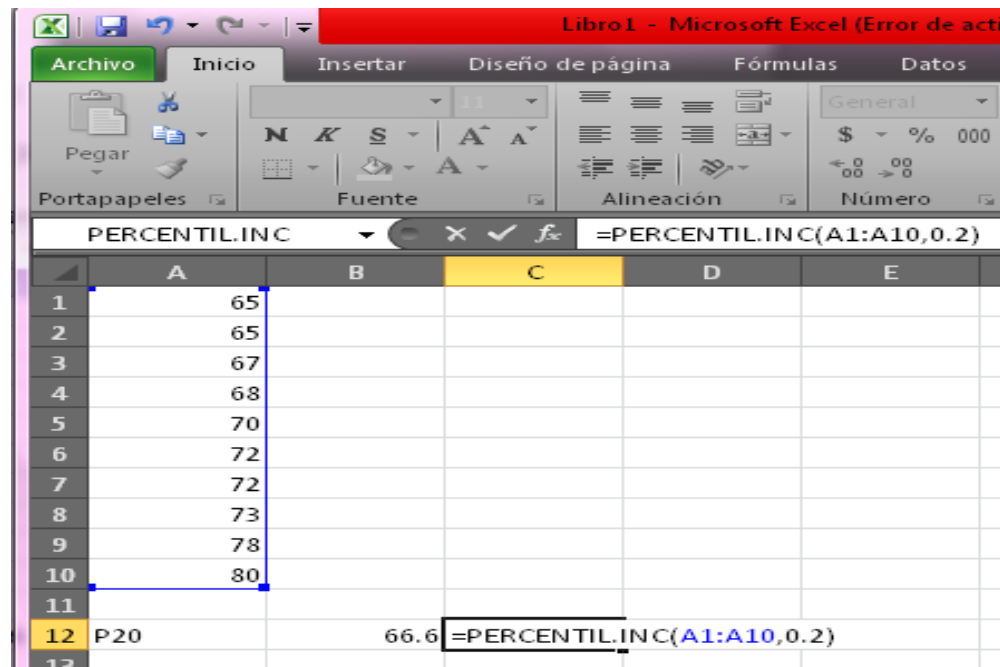 Libro1 - Microsoft Excel (Error de acti
Archivo Inicio Insertar Diseño de página Fórmulas Datos
Pegar
11
General
N K S A A
$ % 000
A
Portapapeles Fuente Alineación Número
PERCENTIL.INC fx =PERCENTIL.INC(A1:A10,0.2)
A B C D E
1 65
2 65
3 67
4 68
5 70
6 72
7 72
8 73
9 78
10 80
11
12 P20 66.6 =PERCENTIL.INC(A1:A10,0.2)
13